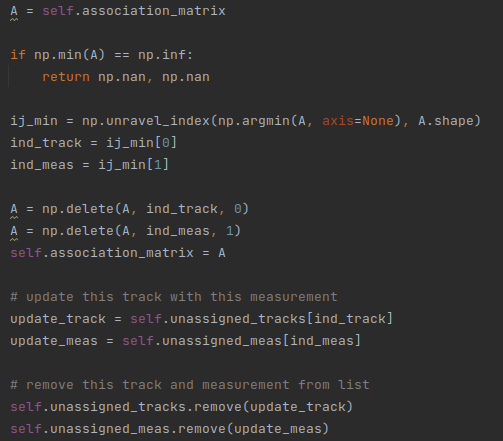 A = self.association_matrix
if np.min(A) == np.inf:
    return np.nan, np.nan
ij_min = np.unravel_index(np.argmin(A, axis=None), A.shape)
ind_track = ij_min[0]
ind_meas = ij_min[1]
A = np.delete(A, ind_track, 0)
A = np.delete(A, ind_meas, 1)
self.association_matrix = A
# update this track with this measurement
update_track = self.unassigned_tracks[ind_track]
update_meas = self.unassigned_meas[ind_meas]
# remove this track and measurement from list
self.unassigned_tracks.remove(update_track)
self.unassigned_meas.remove(update_meas)